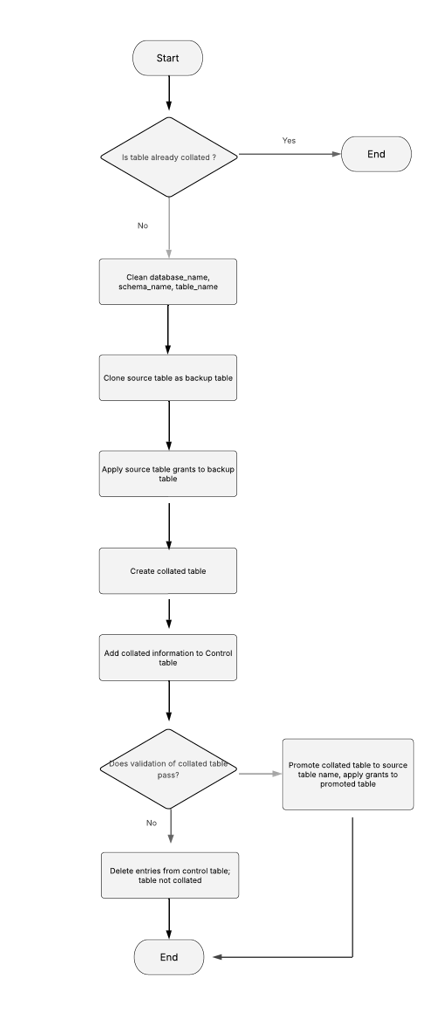 Start
Is table already collated ?
Yes
End
No
Clean database_name,
schema_name, table_name
Clone source table as backup table
Apply source table grants to backup
table
Create collated table
Add collated information to Control
table
Does validation of collated table
pass?
Promote collated table to source
table name, apply grants to
promoted table
No
Delete entries from control table;
table not collated
End